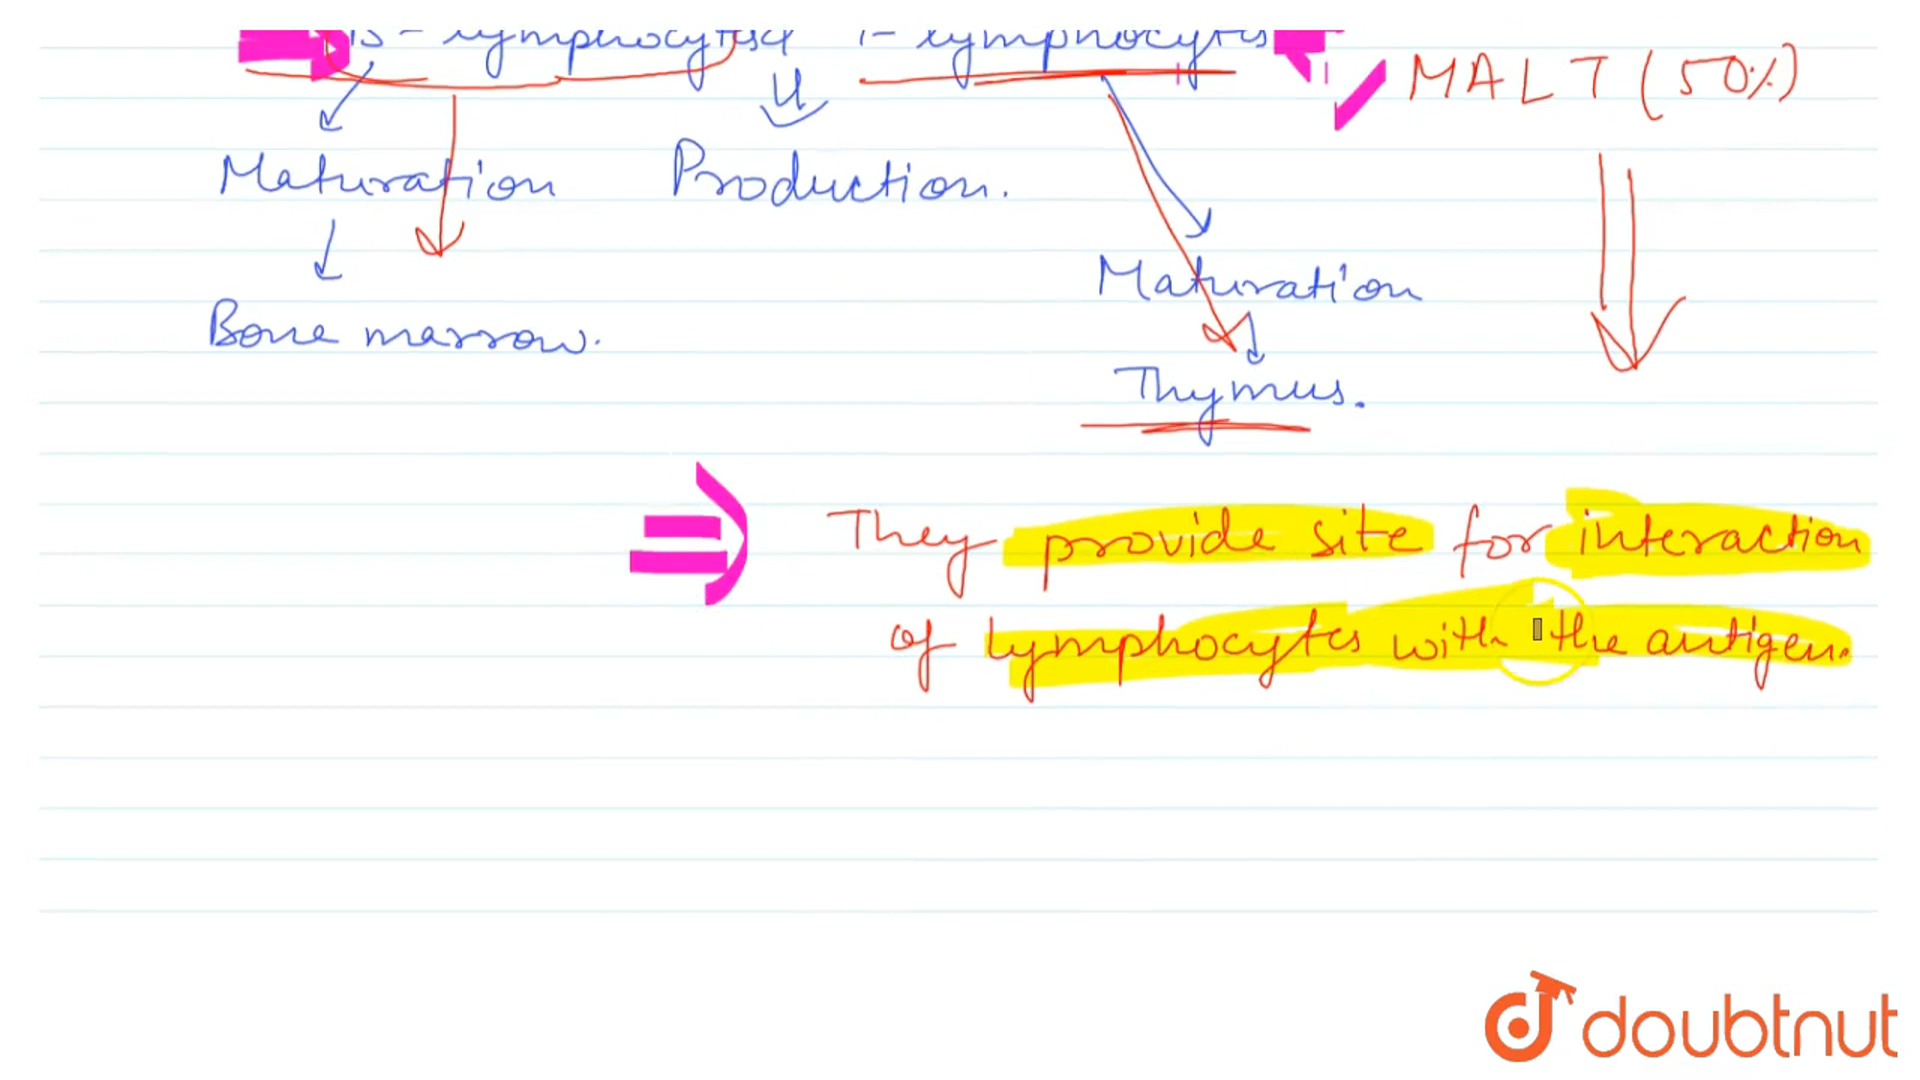 B - lymphocytes & T - lymphocytes
MALT (50%)
Maturation Production.
Maturation
Bone marrow.
Thymus.
They provide site for interaction
of lymphocytes with the antigen.
doubtnut